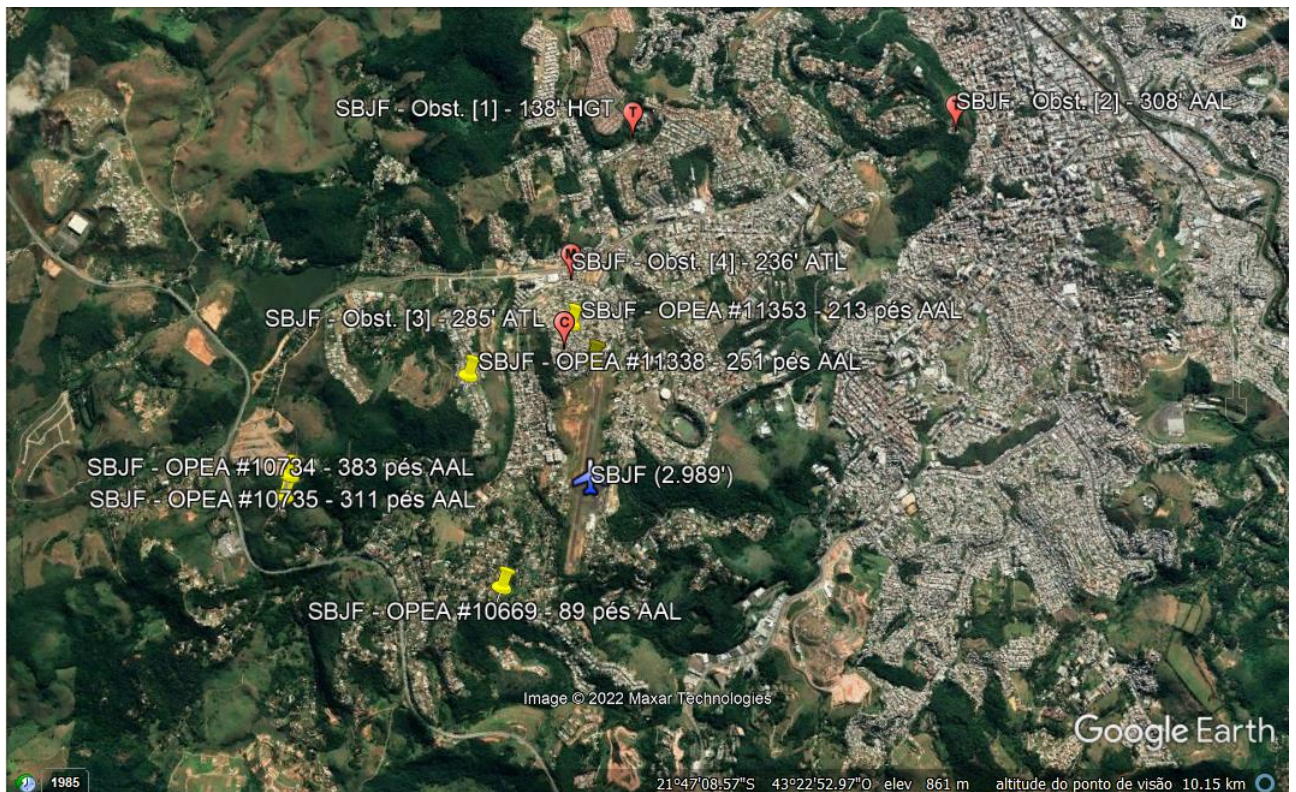 N
SBJF - Obst. [1] - 138' HGT
T
SBJF - Obst. [2] - 308' AAL
M
SBJF - Obst. [4] - 236' ATL
SBJF - OPEA #11353 - 213 pés AAL
SBJF - Obst. [3] - 285' ATL
C
SBJF - OPEA #11338 - 251 pés AAL
SBJF - OPEA #10734 - 383 pés AAL
SBJF (2.989')
SBJF - OPEA #10735 - 311 pés AAL
SBJF - OPEA #10669 - 89 pés AAL
Image © 2022 Maxar Technologies
Google Earth
1985
21°47'08.57"S 43°22'52.97"O elev 861 m altitude do ponto de visão 10.15 km